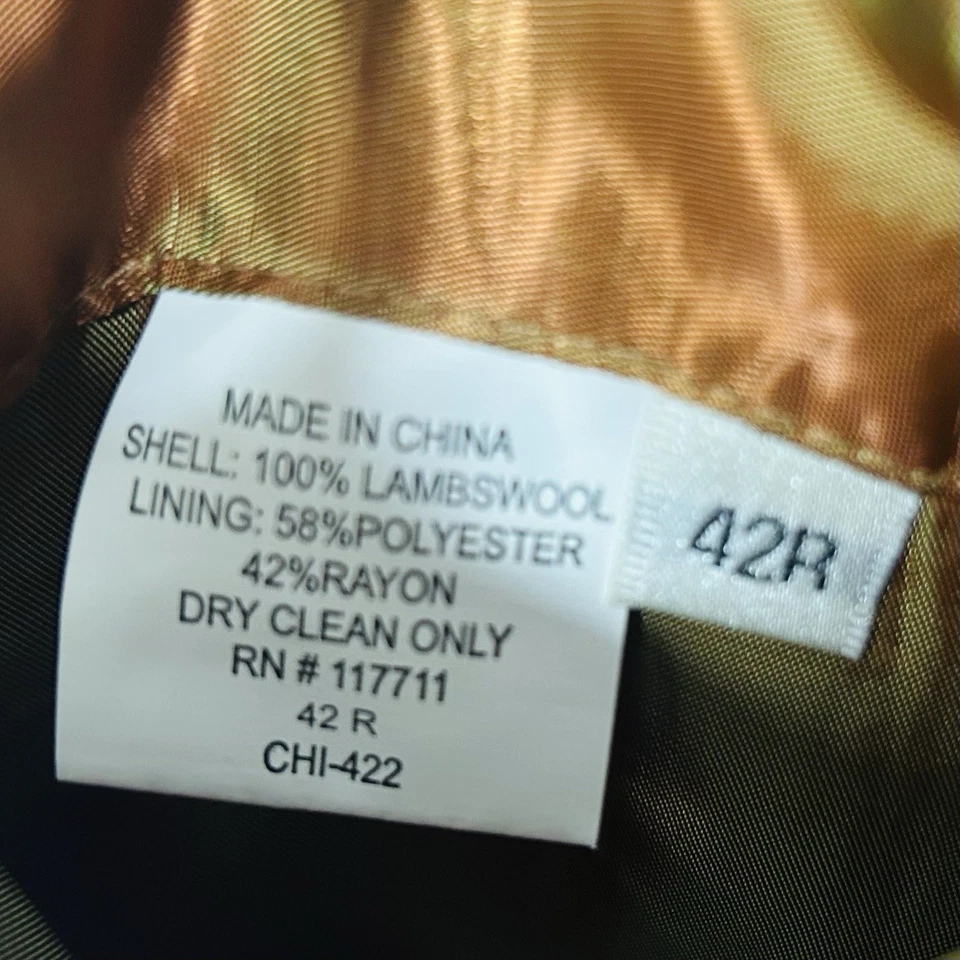 MADE IN CHINA
SHELL: 100% LAMBSWOOL
LINING: 58%POLYESTER
42%RAYON
DRY CLEAN ONLY
RN # 117711
42 R
CHI-422
42R